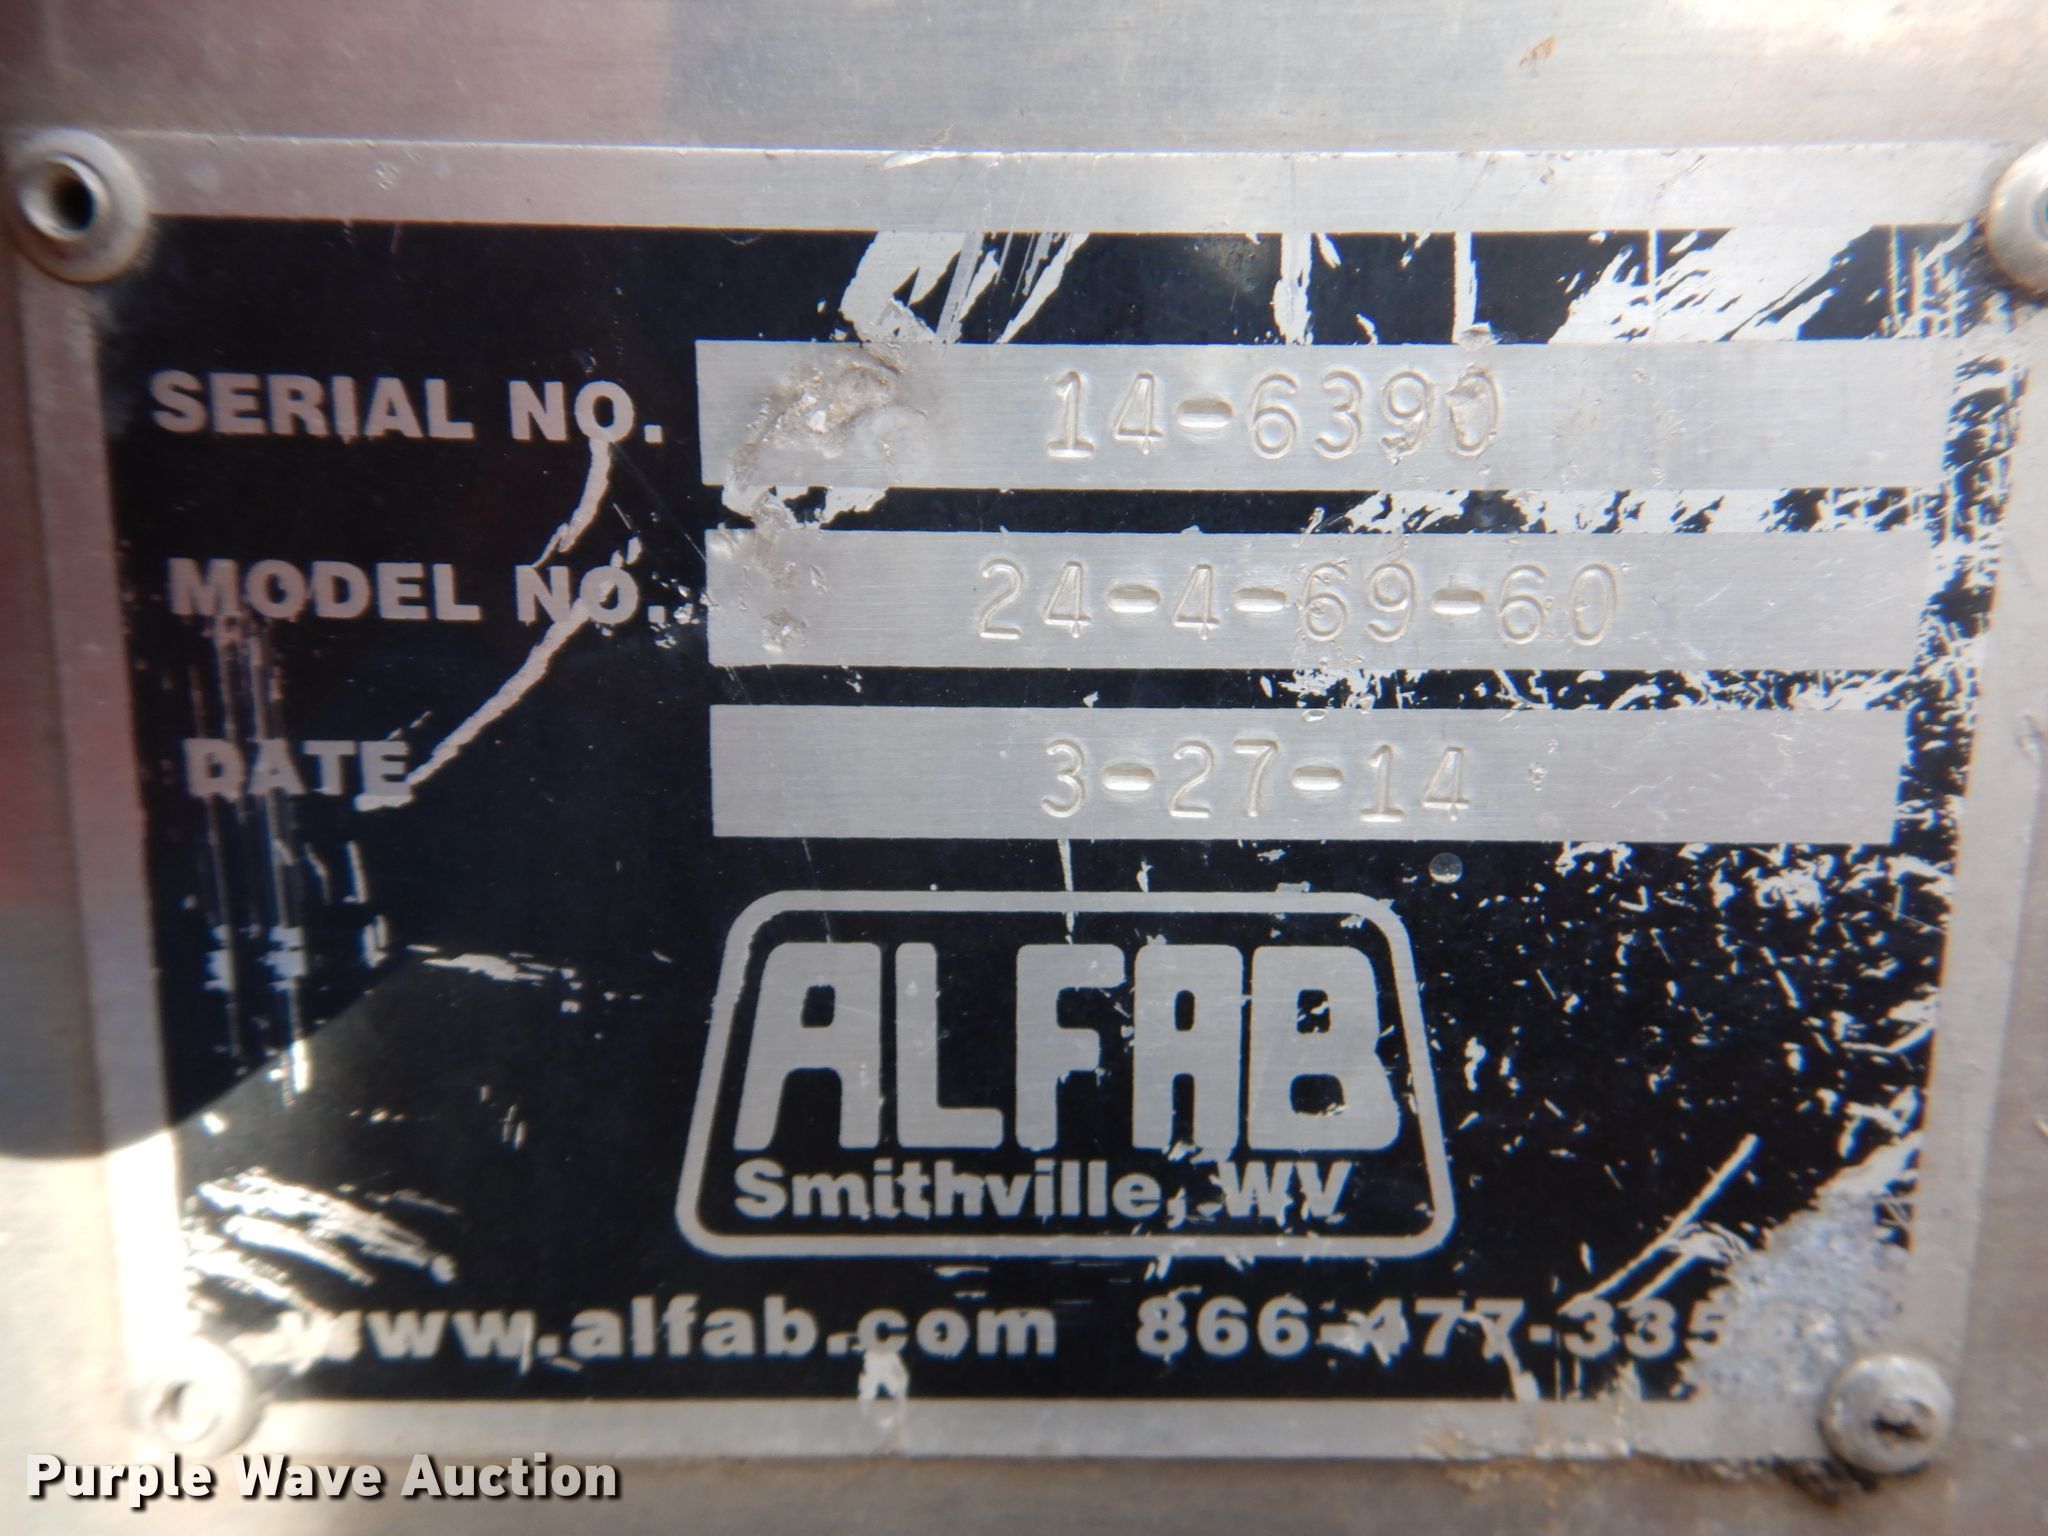 SERIAL NO. 14-6390
MODEL NO. 24-4-69-60
DATE 3-27-14
ALFAB
Smithville, WV
www.alfab.com
Purple Wave Auction